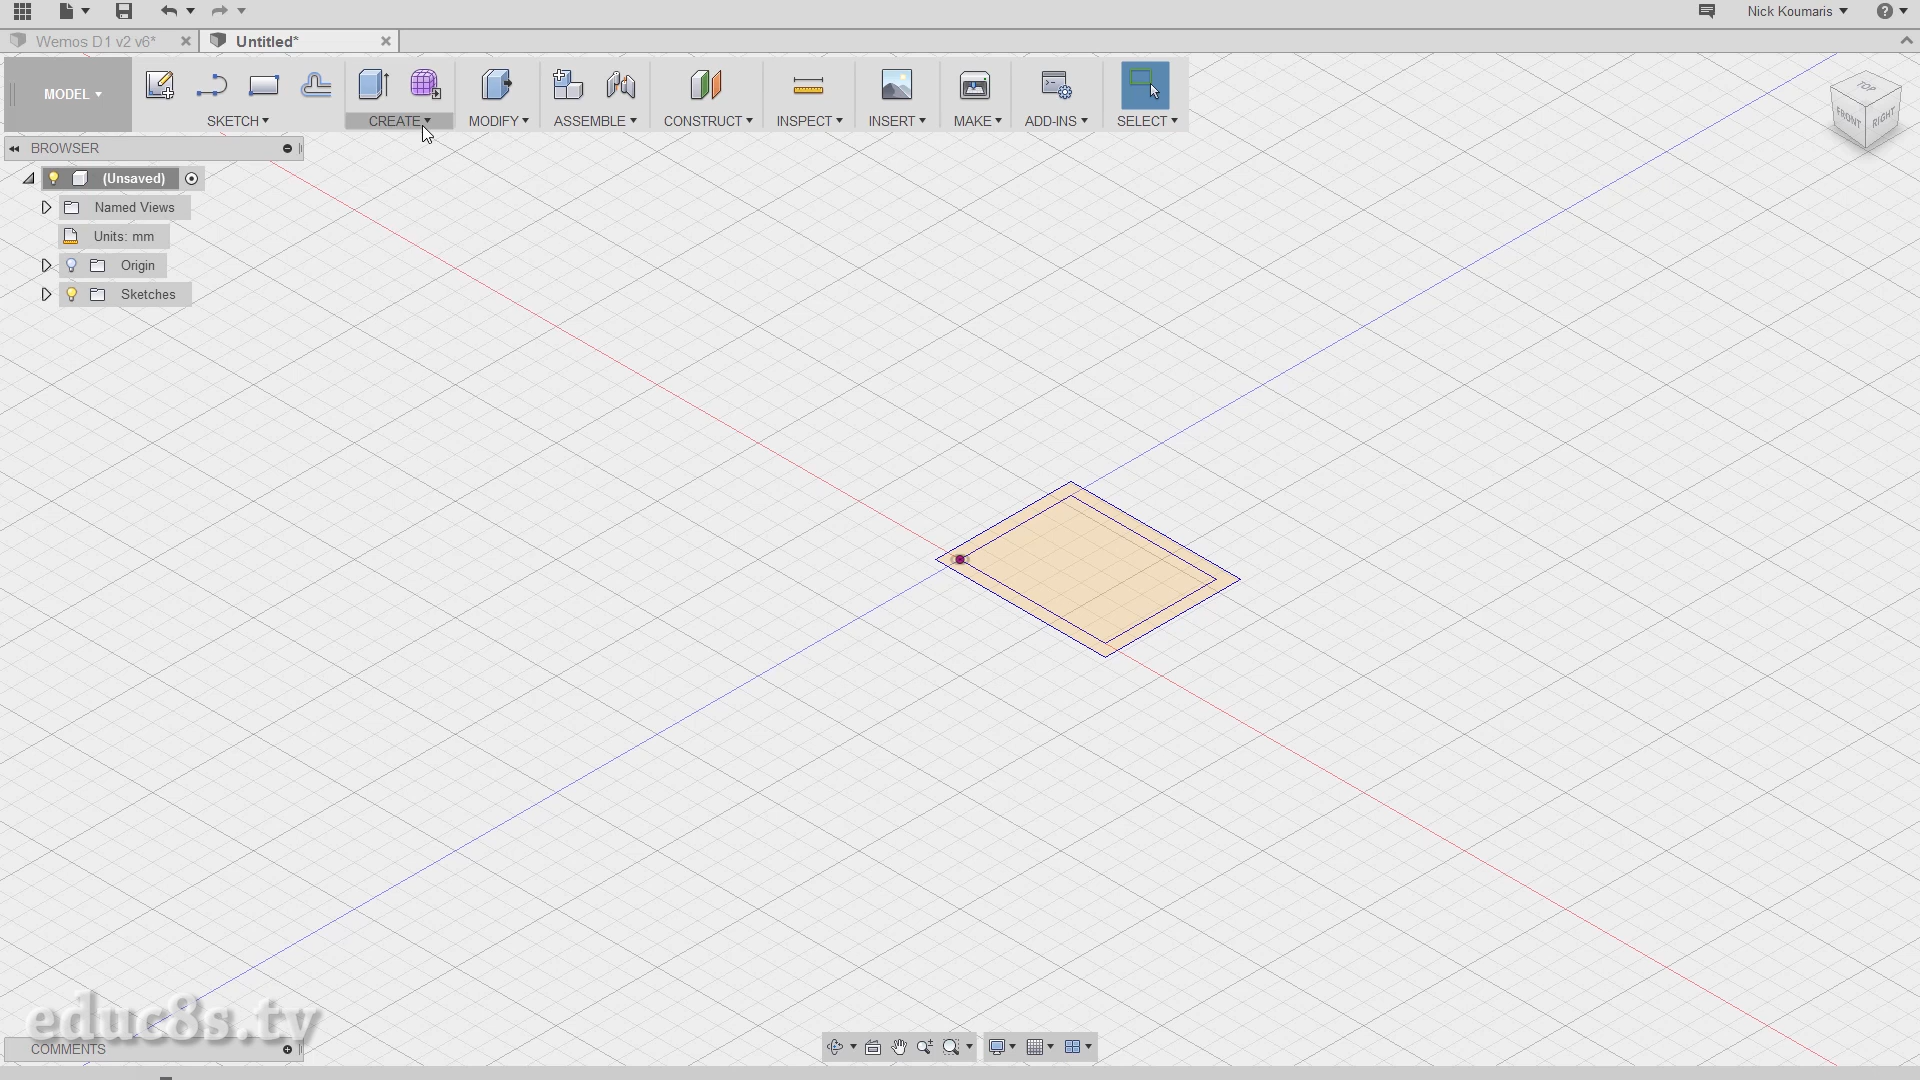 Nick Koumaris
Wemos D1 v2 v6*
Untitled*
MODEL
SKETCH
CREATE
MODIFY
ASSEMBLE
CONSTRUCT
INSPECT
INSERT
MAKE
ADD-INS
SELECT
TOP
FRONT
RIGHT
BROWSER
(Unsaved)
Named Views
Units: mm
Origin
Sketches
educ8s.tv
COMMENTS